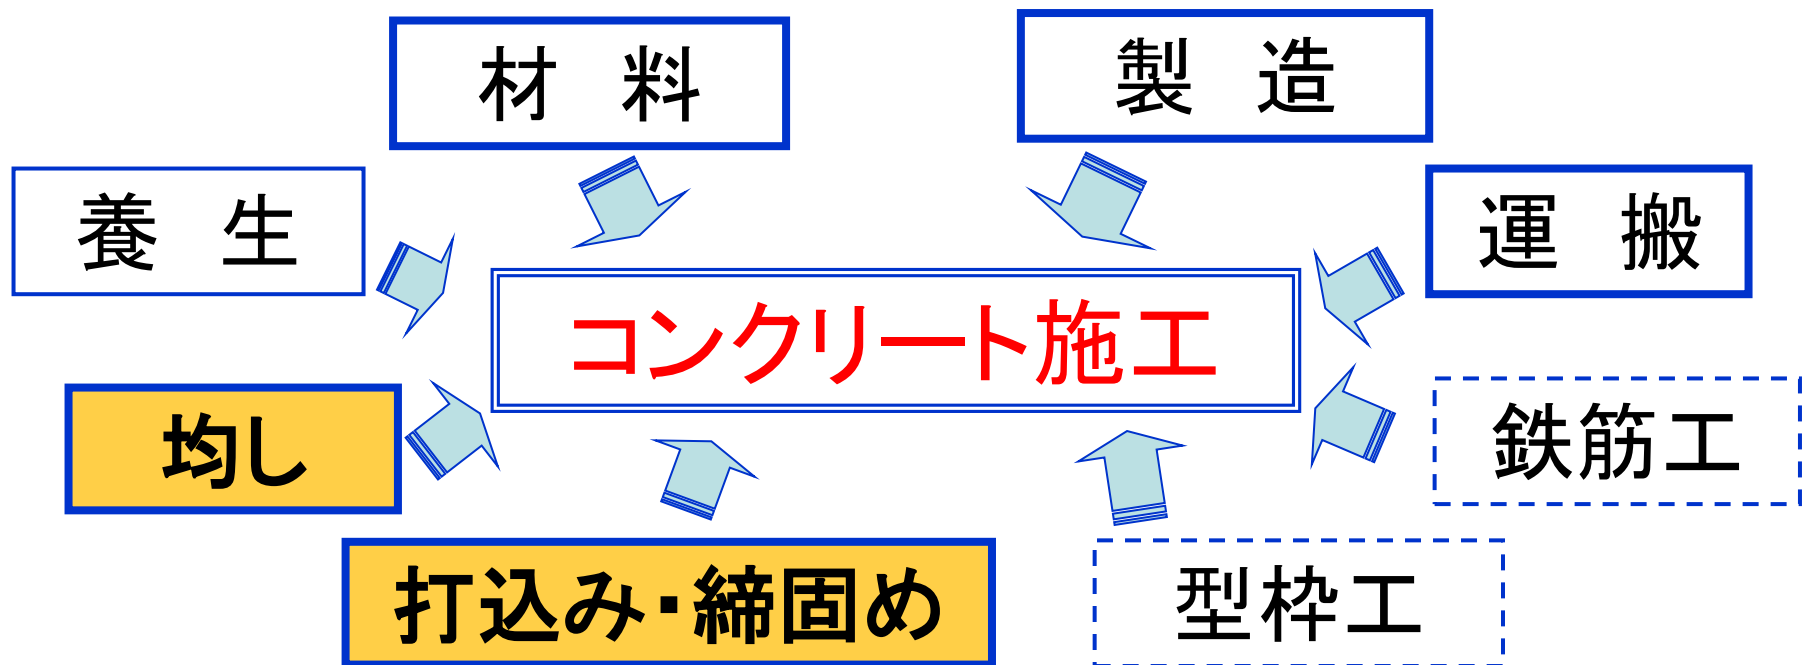 材　料
製　造
養　生
運　搬
コンクリート施工
均し
鉄筋工
打込み・締固め
型枠工